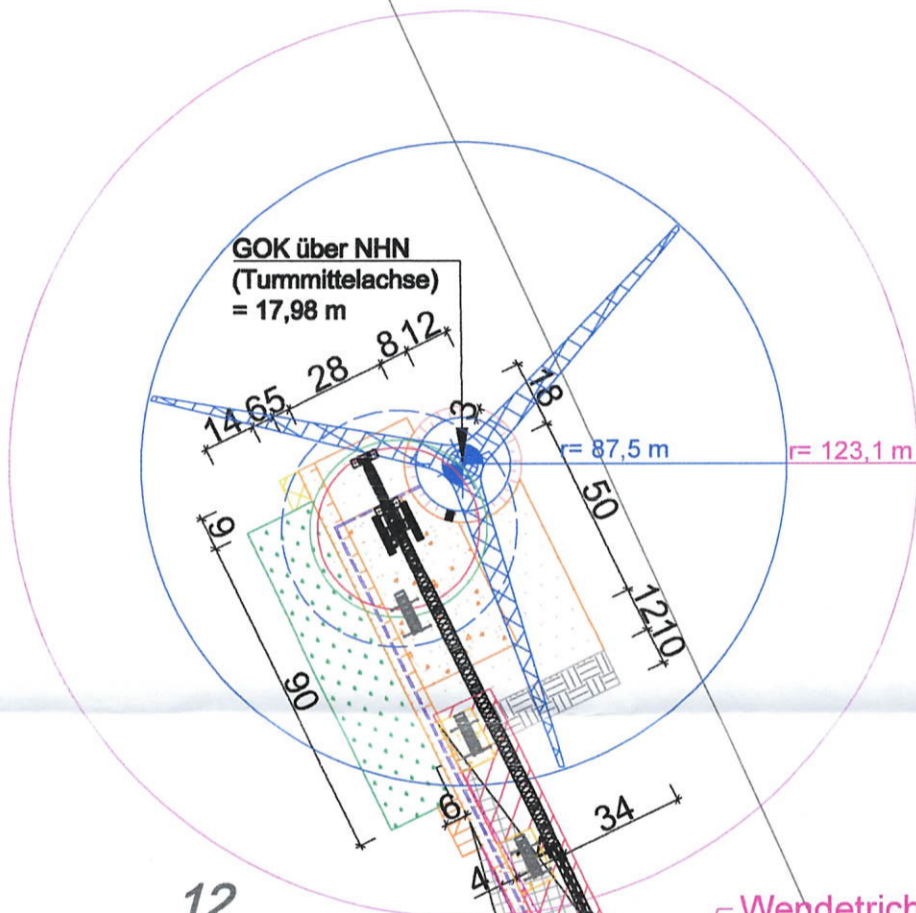 GOK über NHN
(Turmmittelachse)
= 17,98 m
12
8
28
5
6
14
3
18
r= 87,5 m
r= 123,1 m
50
9
12
10
90
6
34
4
12
Wendetrich